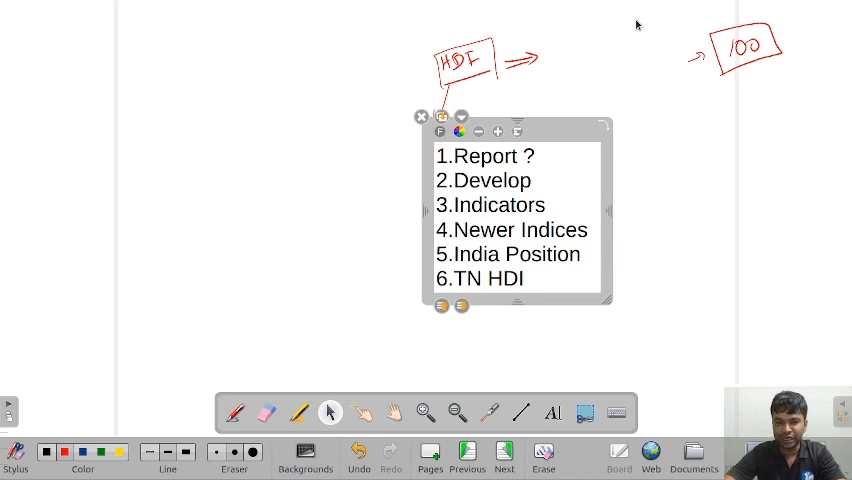 HDI
100
F
1.Report ?
2.Develop
3.Indicators
4.Newer Indices
5.India Position
6.TN HDI
Stylus
Color
Line
Eraser
Backgrounds
Undo
Redo
Pages
Previous
Next
Erase
Board
Web
Documents